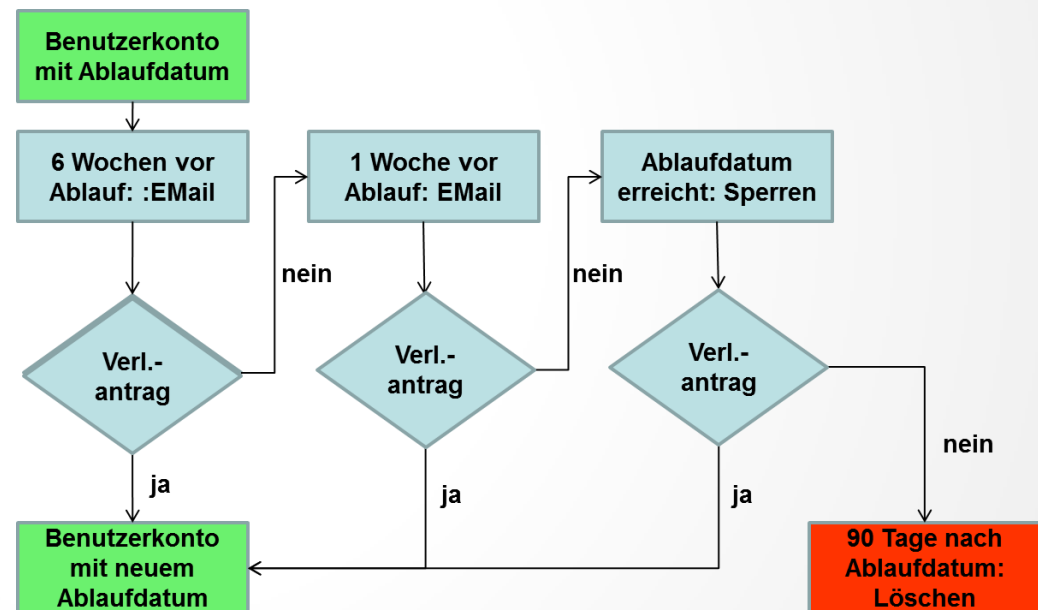 Benutzerkonto
mit Ablaufdatum
6 Wochen vor
Ablauf: :EMail
1 Woche vor
Ablauf: EMail
Ablaufdatum
erreicht: Sperren
nein
nein
Verl.-
antrag
Verl.-
antrag
Verl.-
antrag
nein
ja
ja
ja
Benutzerkonto
mit neuem
Ablaufdatum
90 Tage nach
Ablaufdatum:
Löschen